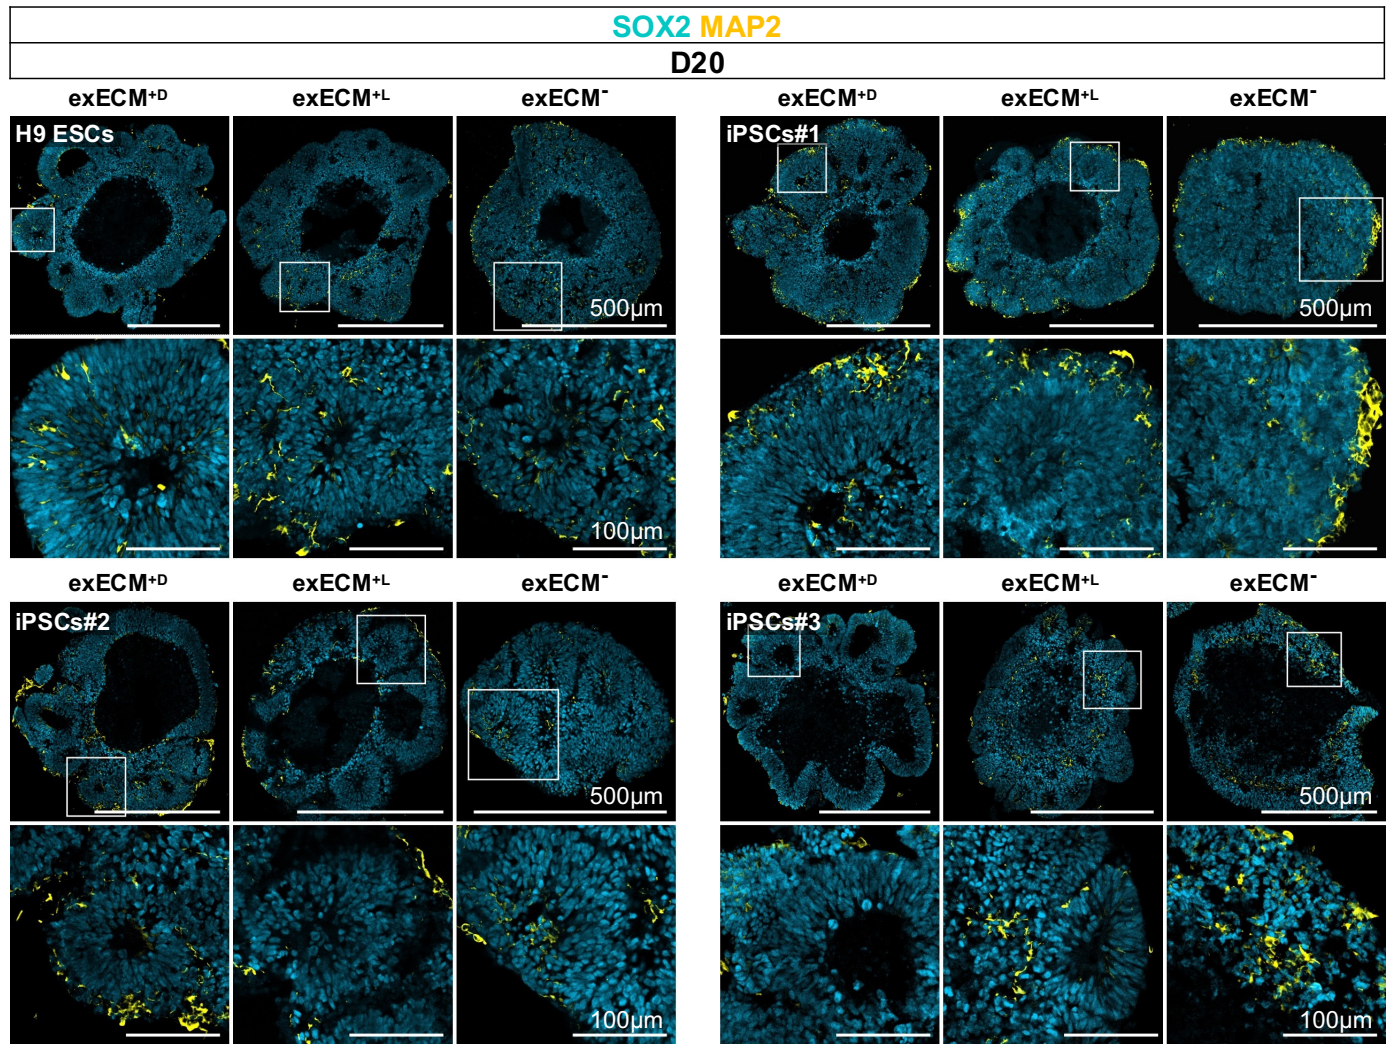 SOX2 MAP2
D20
exECM+D exECM+L exECM- exECM+D exECM+L exECM-
H9 ESCs iPSCs#1
500µm 500µm
100µm
exECM+D exECM+L exECM- exECM+D exECM+L exECM-
iPSCs#2 iPSCs#3
500µm 500µm
100µm 100µm